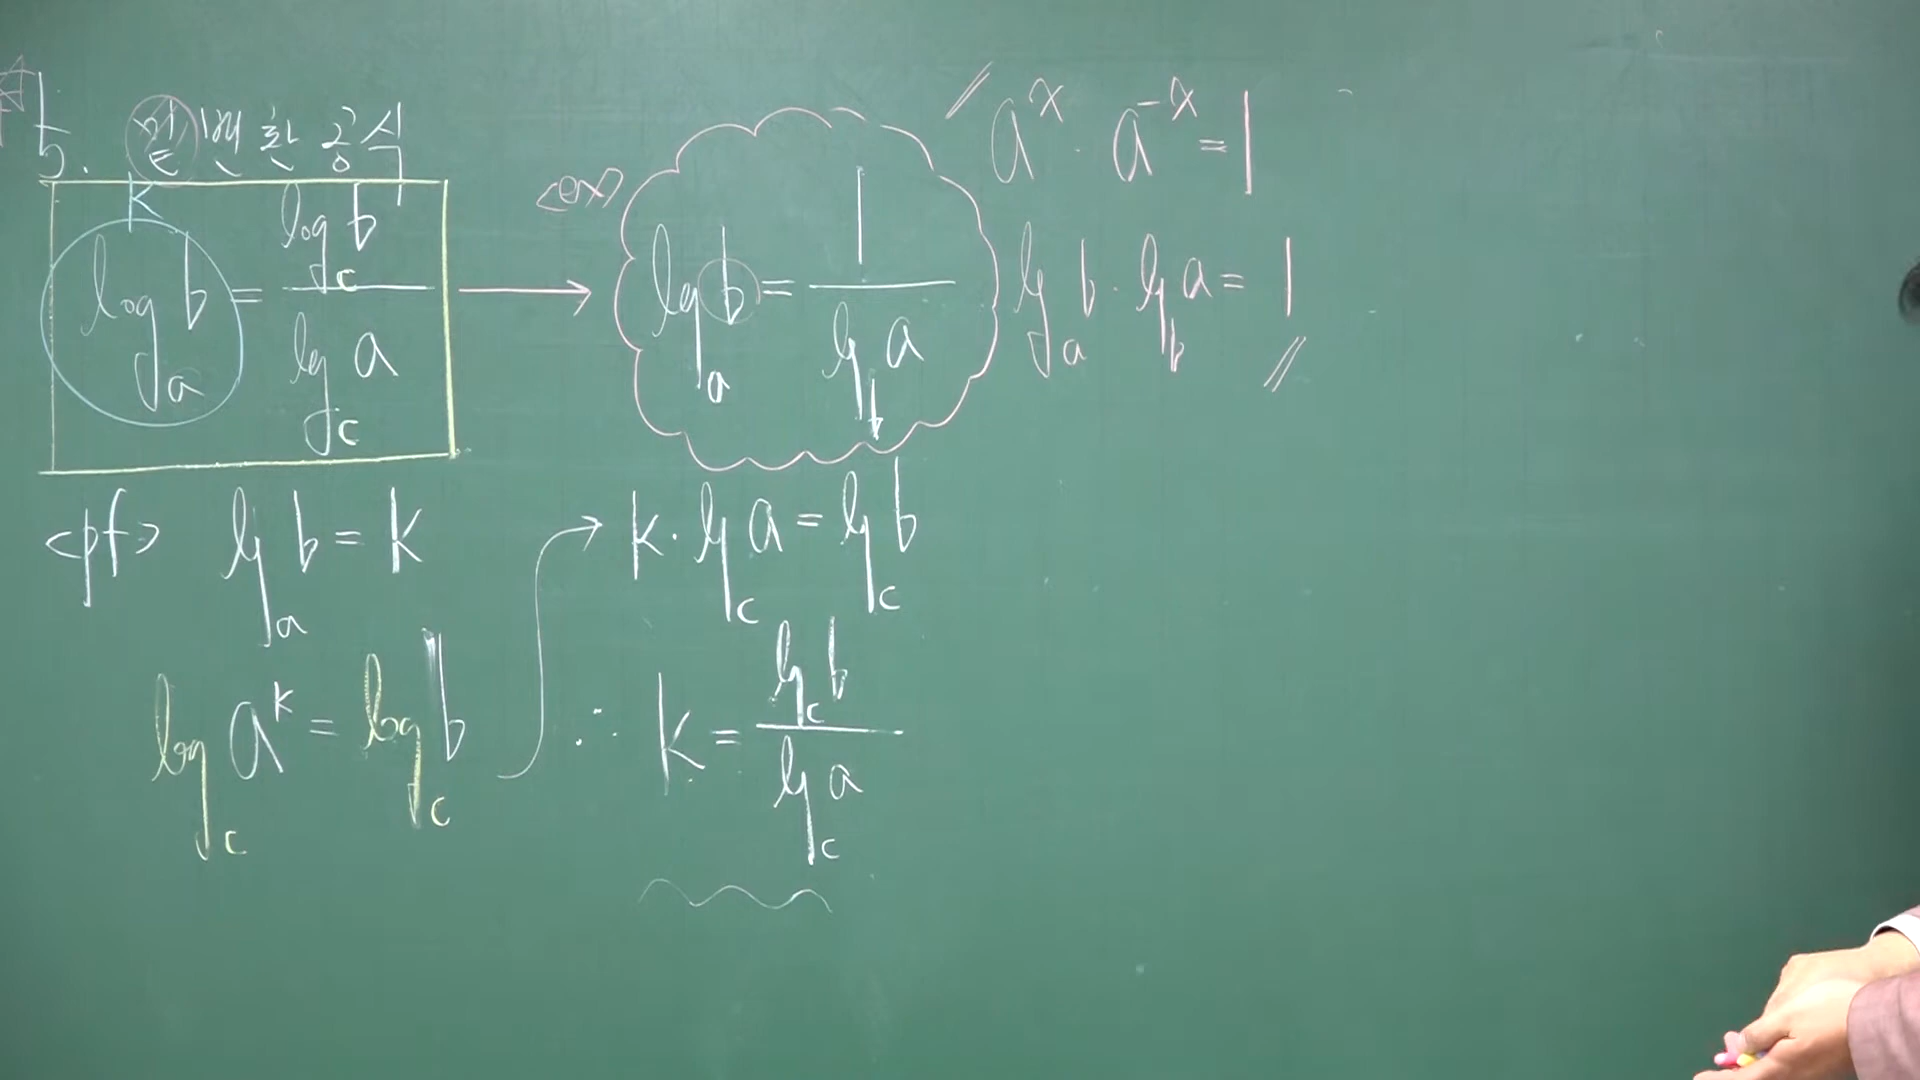 5. 밑변환 공식
K
log_a b = log_c b / log_c a
<ex>
log_a b = 1 / log_b a
a^x · a^-x = 1
log_a b · log_b a = 1
<pf> log_a b = k
log_c a^k = log_c b
k · log_c a = log_c b
∴ k = log_c b / log_c a